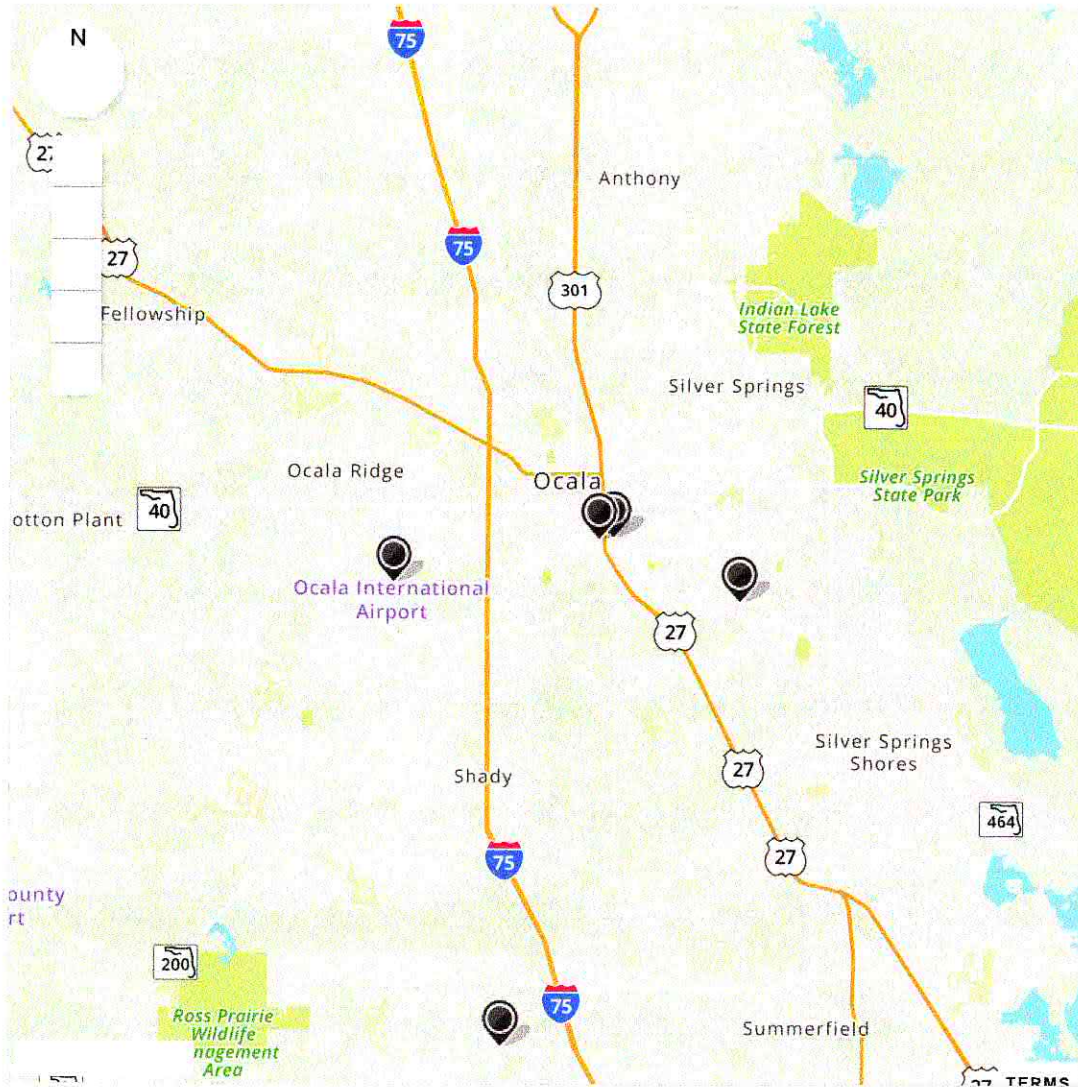 N
75
27
Anthony
75
27
301
Fellowship
Indian Lake
State Forest
Silver Springs
40
Ocala Ridge
Ocala
Silver Springs
State Park
40
otton Plant
Ocala International
Airport
27
Silver Springs
Shores
27
Shady
464
27
75
ounty
rt
200
75
Ross Prairie
Wildlife
nagement
Area
Summerfield
27
TERMS